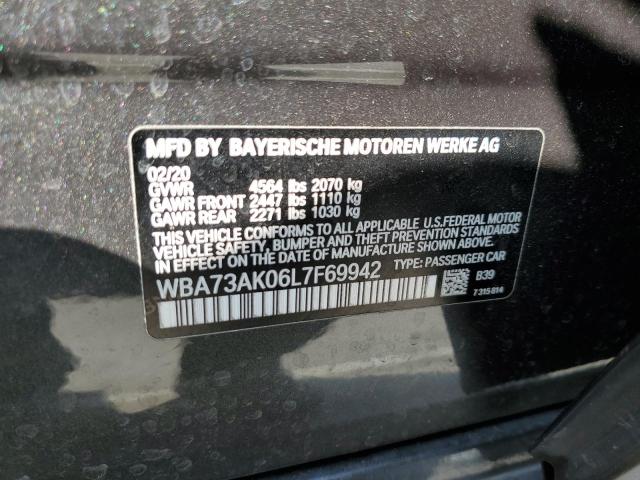 MFD BY BAYERISCHE MOTOREN WERKE AG
02/20
GVWR 4564 lbs 2070 kg
GAWR FRONT 2447 lbs 1110 kg
GAWR REAR 2271 lbs 1030 kg
THIS VEHICLE CONFORMS TO ALL APPLICABLE U.S.FEDERAL MOTOR
VEHICLE SAFETY, BUMPER AND THEFT PREVENTION STANDARDS
IN EFFECT ON THE DATE OF MANUFACTURE SHOWN ABOVE.
WBA73AK06L7F69942 TYPE: PASSENGER CAR
B39
7315814